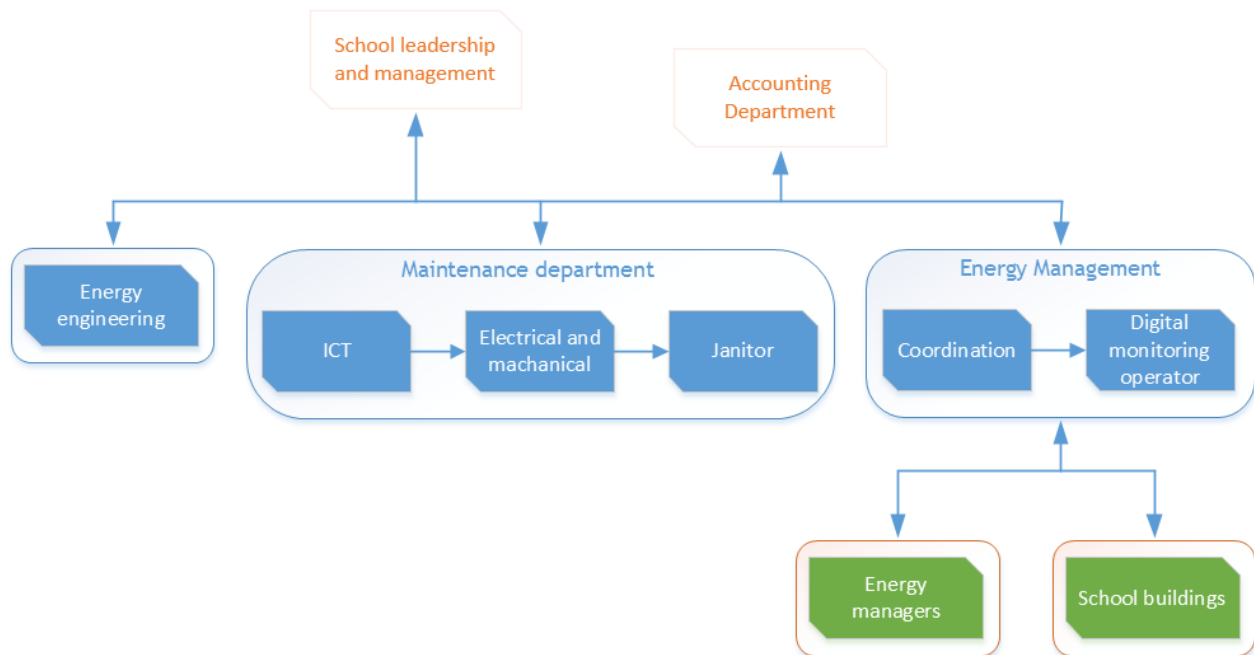 School leadership
and management
Accounting
Department
Energy
engineering
Maintenance department
ICT
Electrical and
machanical
Janitor
Energy Management
Coordination
Digital
monitoring
operator
Energy
managers
School buildings